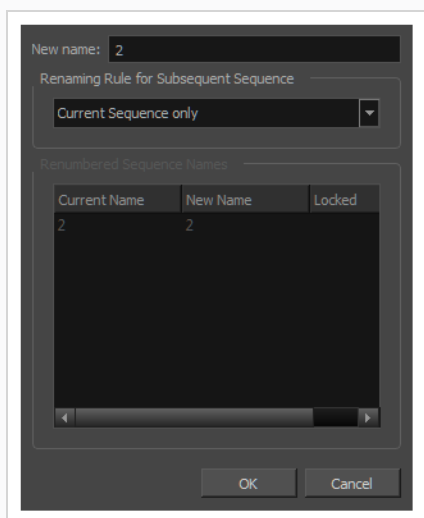 New name: 2
Renaming Rule for Subsequent Sequence
Current Sequence only
Renumbered Sequence Names
Current Name New Name Locked
2 2
OK Cancel